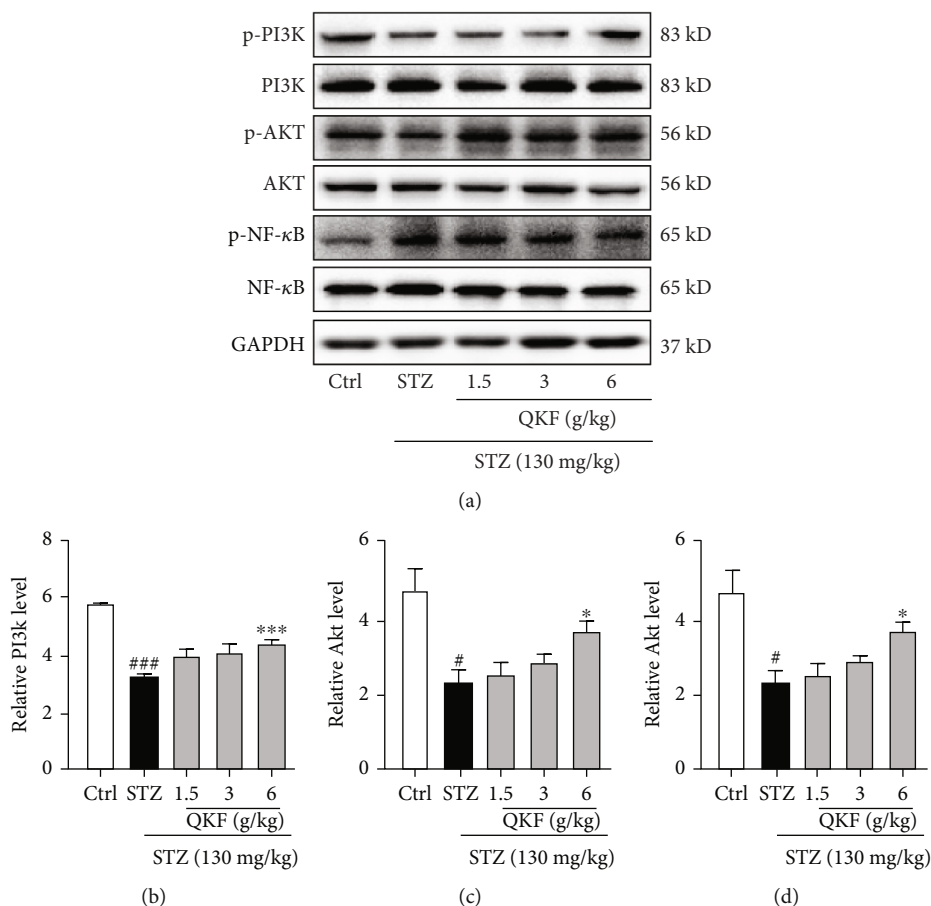 p-PI3K 83 kD
PI3K 83 kD
p-AKT 56 kD
AKT 56 kD
p-NF-κB 65 kD
NF-κB 65 kD
GAPDH 37 kD
Ctrl STZ 1.5 3 6
QKF (g/kg)
STZ (130 mg/kg)
(a)
Relative PI3k level
8
6
4
2
0
###
***
Ctrl STZ 1.5 3 6
QKF (g/kg)
STZ (130 mg/kg)
(b)
Relative Akt level
6
4
2
0
#
*
Ctrl STZ 1.5 3 6
QKF (g/kg)
STZ (130 mg/kg)
(c)
Relative Akt level
6
4
2
0
#
*
Ctrl STZ 1.5 3 6
QKF (g/kg)
STZ (130 mg/kg)
(d)